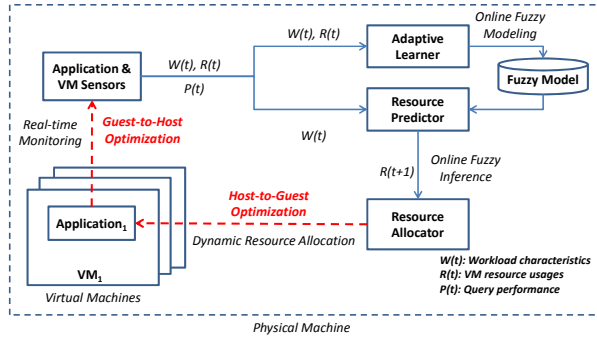 Online Fuzzy
Modeling
W(t), R(t)
Adaptive
Learner
Application &
VM Sensors
W(t), R(t)
P(t)
Fuzzy Model
Resource
Predictor
Real-time
Monitoring
Guest-to-Host
Optimization
W(t)
R(t+1)
Online Fuzzy
Inference
Host-to-Guest
Optimization
Application1
Resource
Allocator
Dynamic Resource Allocation
VM1
Virtual Machines
W(t): Workload characteristics
R(t): VM resource usages
P(t): Query performance
Physical Machine